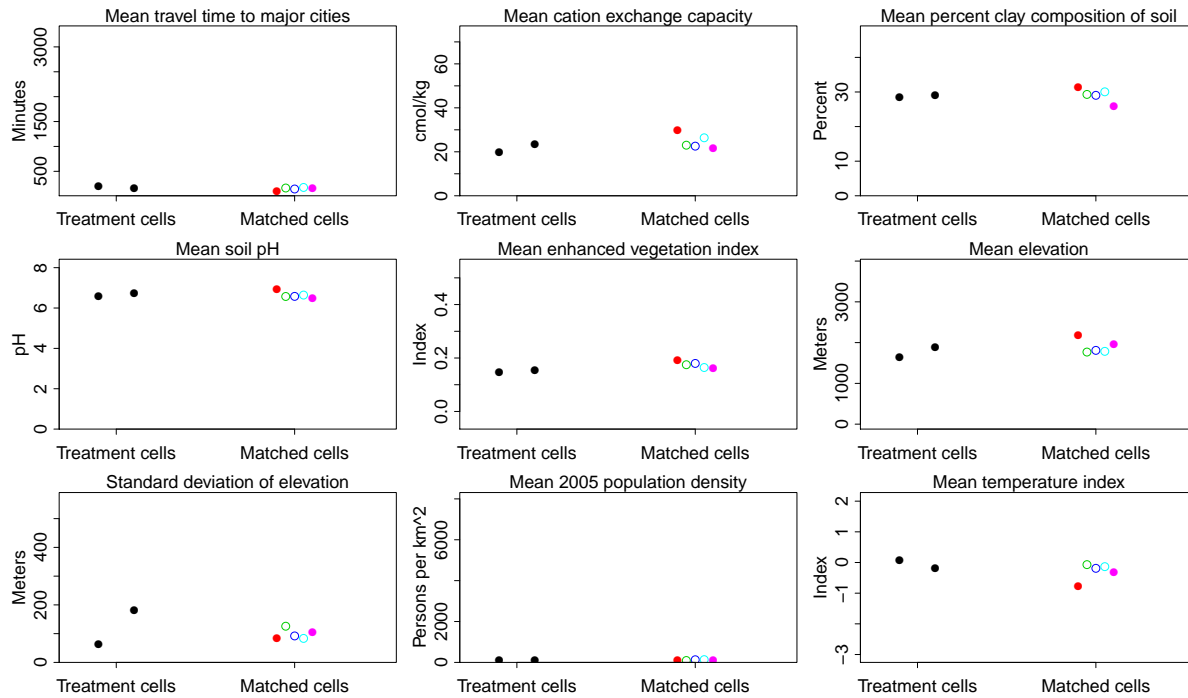 Mean travel time to major cities
Minutes
3000
1500
500
Treatment cells Matched cells
Mean cation exchange capacity
cmol/kg
60
40
20
0
Treatment cells Matched cells
Mean percent clay composition of soil
Percent
30
10
0
Treatment cells Matched cells
Mean soil pH
pH
8
6
4
2
0
Treatment cells Matched cells
Mean enhanced vegetation index
Index
0.4
0.2
0.0
Treatment cells Matched cells
Mean elevation
Meters
3000
1000
0
Treatment cells Matched cells
Standard deviation of elevation
Meters
400
200
0
Treatment cells Matched cells
Mean 2005 population density
Persons per km^2
6000
2000
0
Treatment cells Matched cells
Mean temperature index
Index
2
1
0
−1
−3
Treatment cells Matched cells